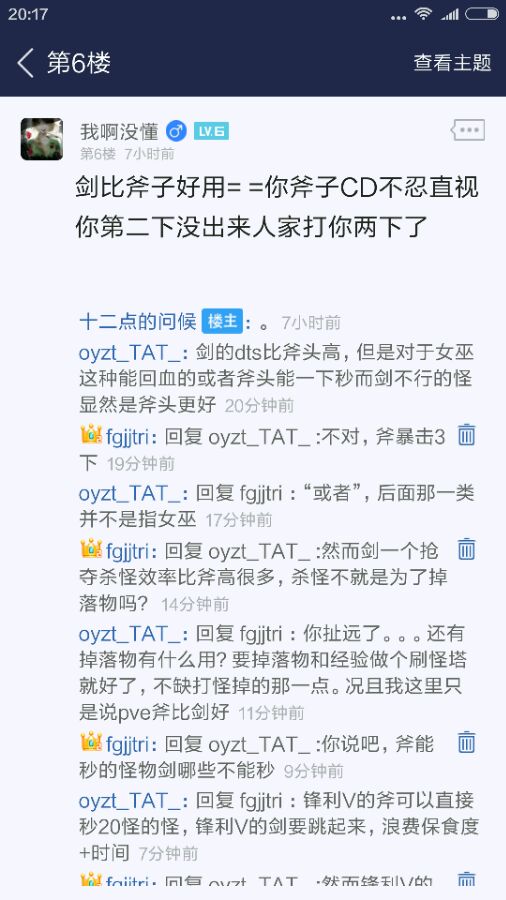 20:17
第6楼
查看主题
我啊没懂 LV.6
第6楼 7小时前
剑比斧子好用= =你斧子CD不忍直视
你第二下没出来人家打你两下了
十二点的问候 楼主：。 7小时前
oyzt_TAT_：剑的dts比斧头高，但是对于女巫
这种能回血的或者斧头能一下秒而剑不行的怪
显然是斧头更好 20分钟前
fgjjtri：回复 oyzt_TAT_ :不对，斧暴击3
下 19分钟前
oyzt_TAT_：回复 fgjjtri：“或者”，后面那一类
并不是指女巫 17分钟前
fgjjtri：回复 oyzt_TAT_ :然而剑一个抢
夺杀怪效率比斧高很多，杀怪不就是为了掉
落物吗？ 14分钟前
oyzt_TAT_：回复 fgjjtri：你扯远了。。。还有
掉落物有什么用？要掉落物和经验做个刷怪塔
就好了，不缺打怪掉的那一点。况且我这里只
是说pve斧比剑好 11分钟前
fgjjtri：回复 oyzt_TAT_ :你说吧，斧能
秒的怪物剑哪些不能秒 9分钟前
oyzt_TAT_：回复 fgjjtri：锋利V的斧可以直接
秒20怪的怪，锋利V的剑要跳起来，浪费保食度
+时间 7分钟前
fgjjtri：回复 oyzt_TAT_ :然而锋利V的